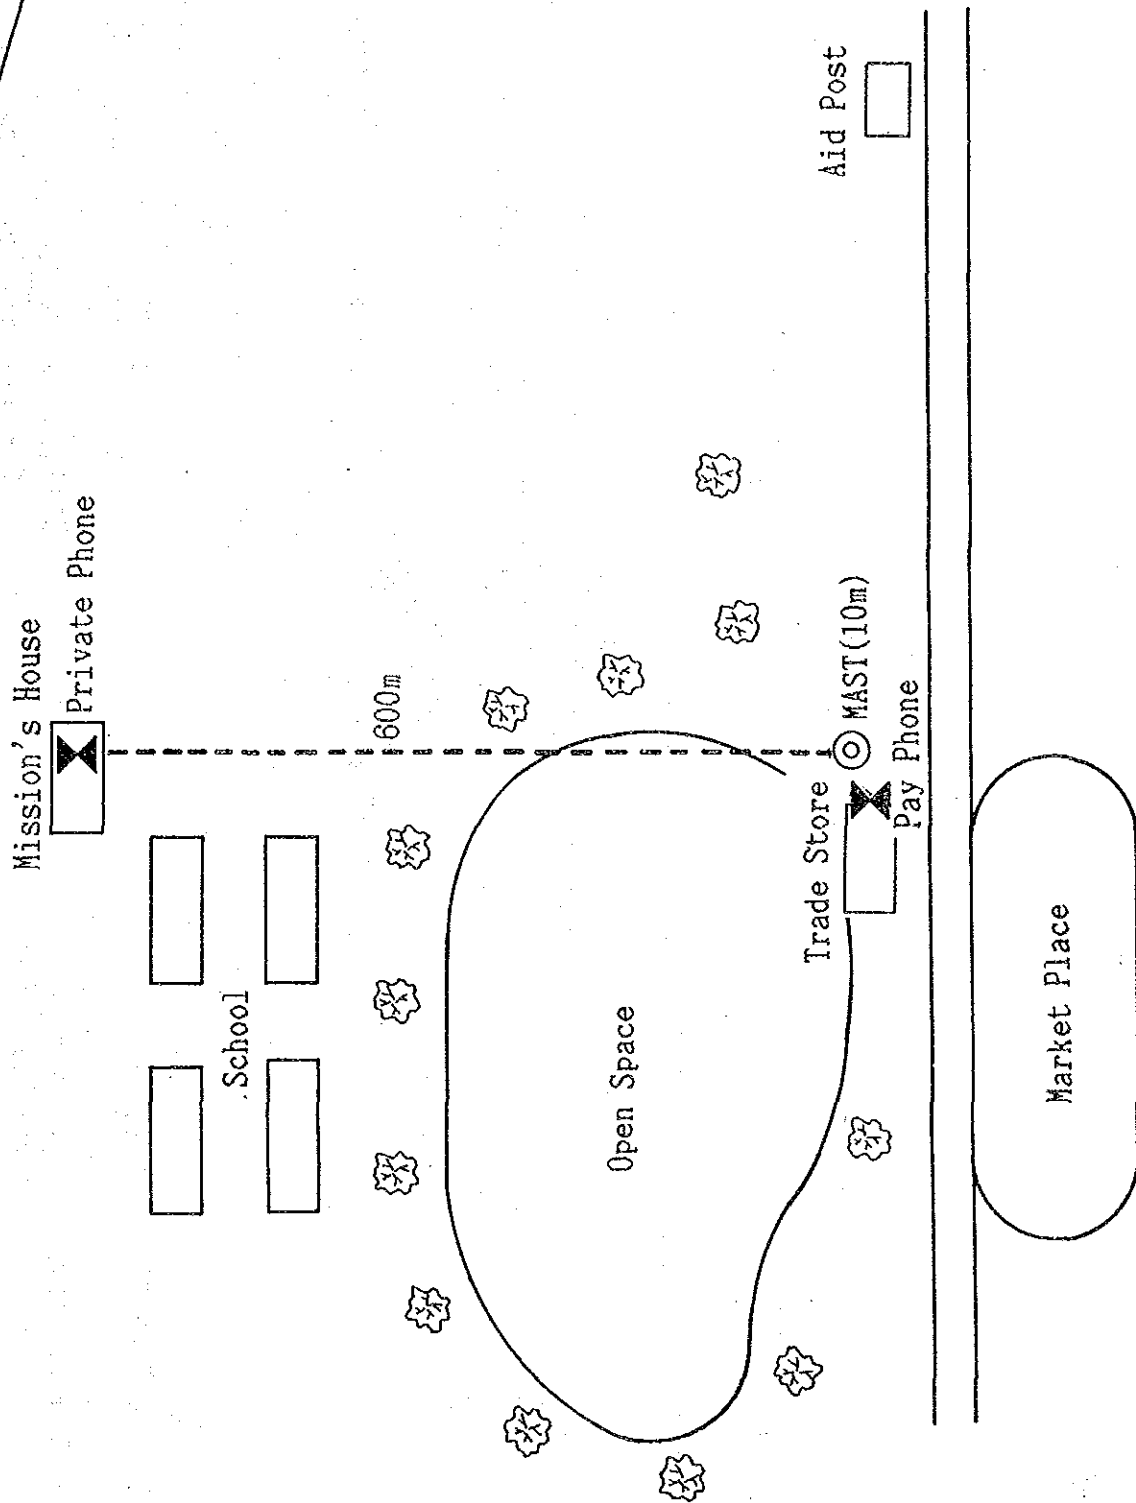 Mission's House
Private Phone
School
600m
Open Space
Trade Store
MAST(10m)
Pay Phone
Aid Post
Market Place